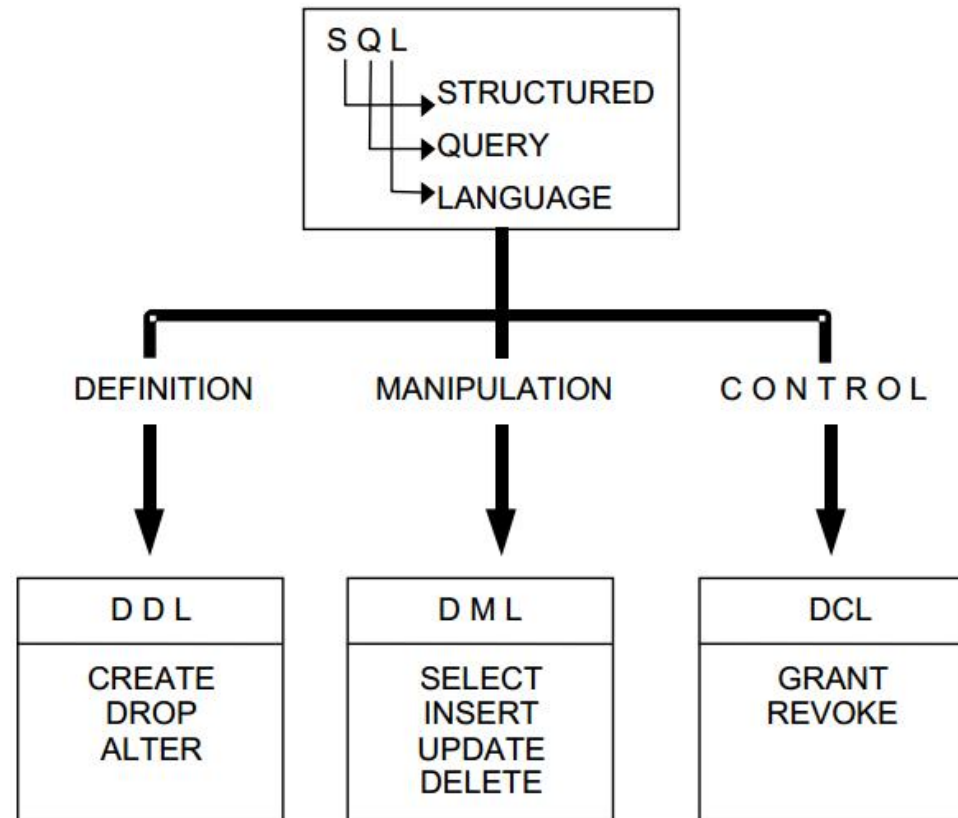 S Q L
STRUCTURED
QUERY
LANGUAGE
DEFINITION
MANIPULATION
C O N T R O L
D D L
CREATE
DROP
ALTER
D M L
SELECT
INSERT
UPDATE
DELETE
DCL
GRANT
REVOKE